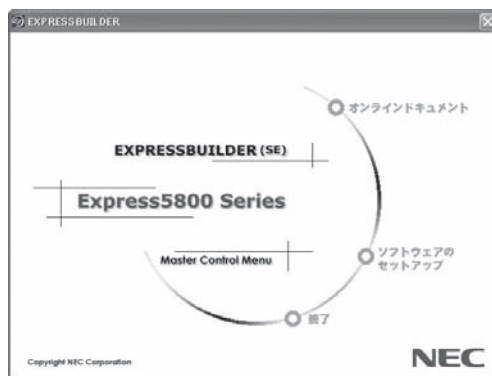 EXPRESSBUILDER
オンラインドキュメント
EXPRESSBUILDER (SE)
Express5800 Series
ソフトウェアの
セットアップ
Master Control Menu
終了
Copyright NEC Corporation
NEC